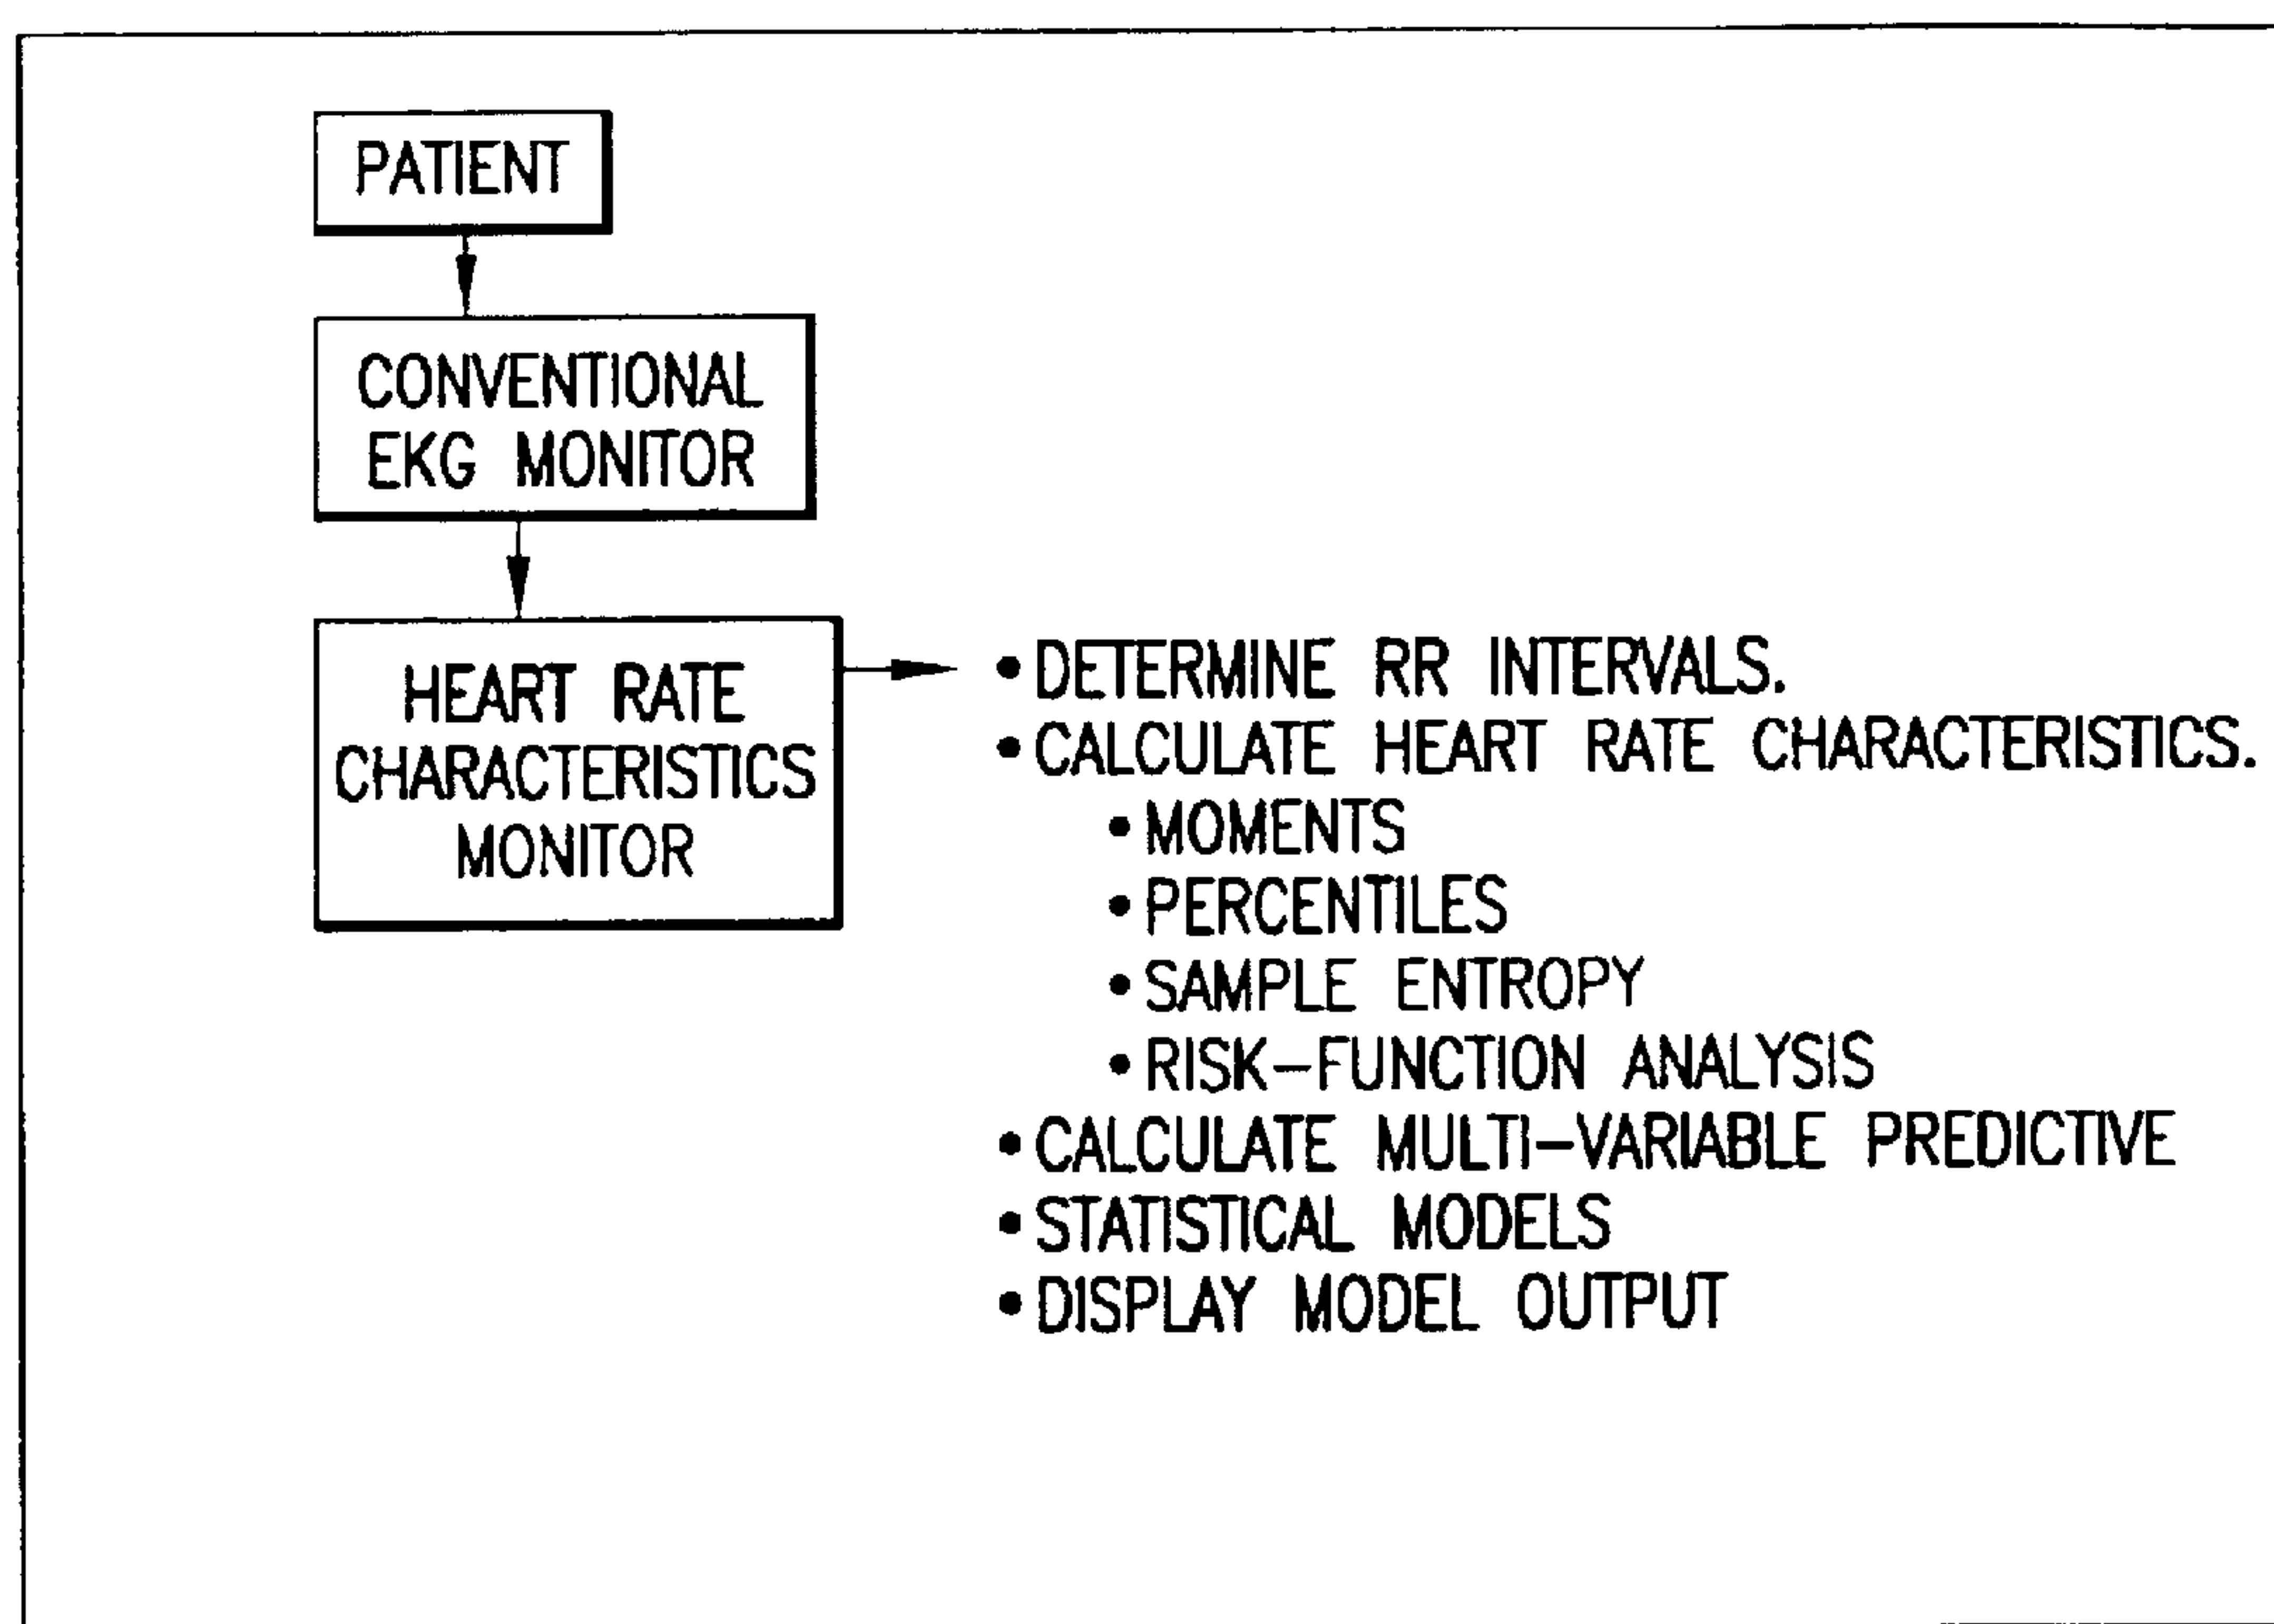 PATIENT
CONVENTIONAL
EKG MONITOR
HEART RATE
CHARACTERISTICS
MONITOR
• DETERMINE RR INTERVALS.
• CALCULATE HEART RATE CHARACTERISTICS.
• MOMENTS
• PERCENTILES
• SAMPLE ENTROPY
• RISK-FUNCTION ANALYSIS
• CALCULATE MULTI-VARIABLE PREDICTIVE
• STATISTICAL MODELS
• DISPLAY MODEL OUTPUT